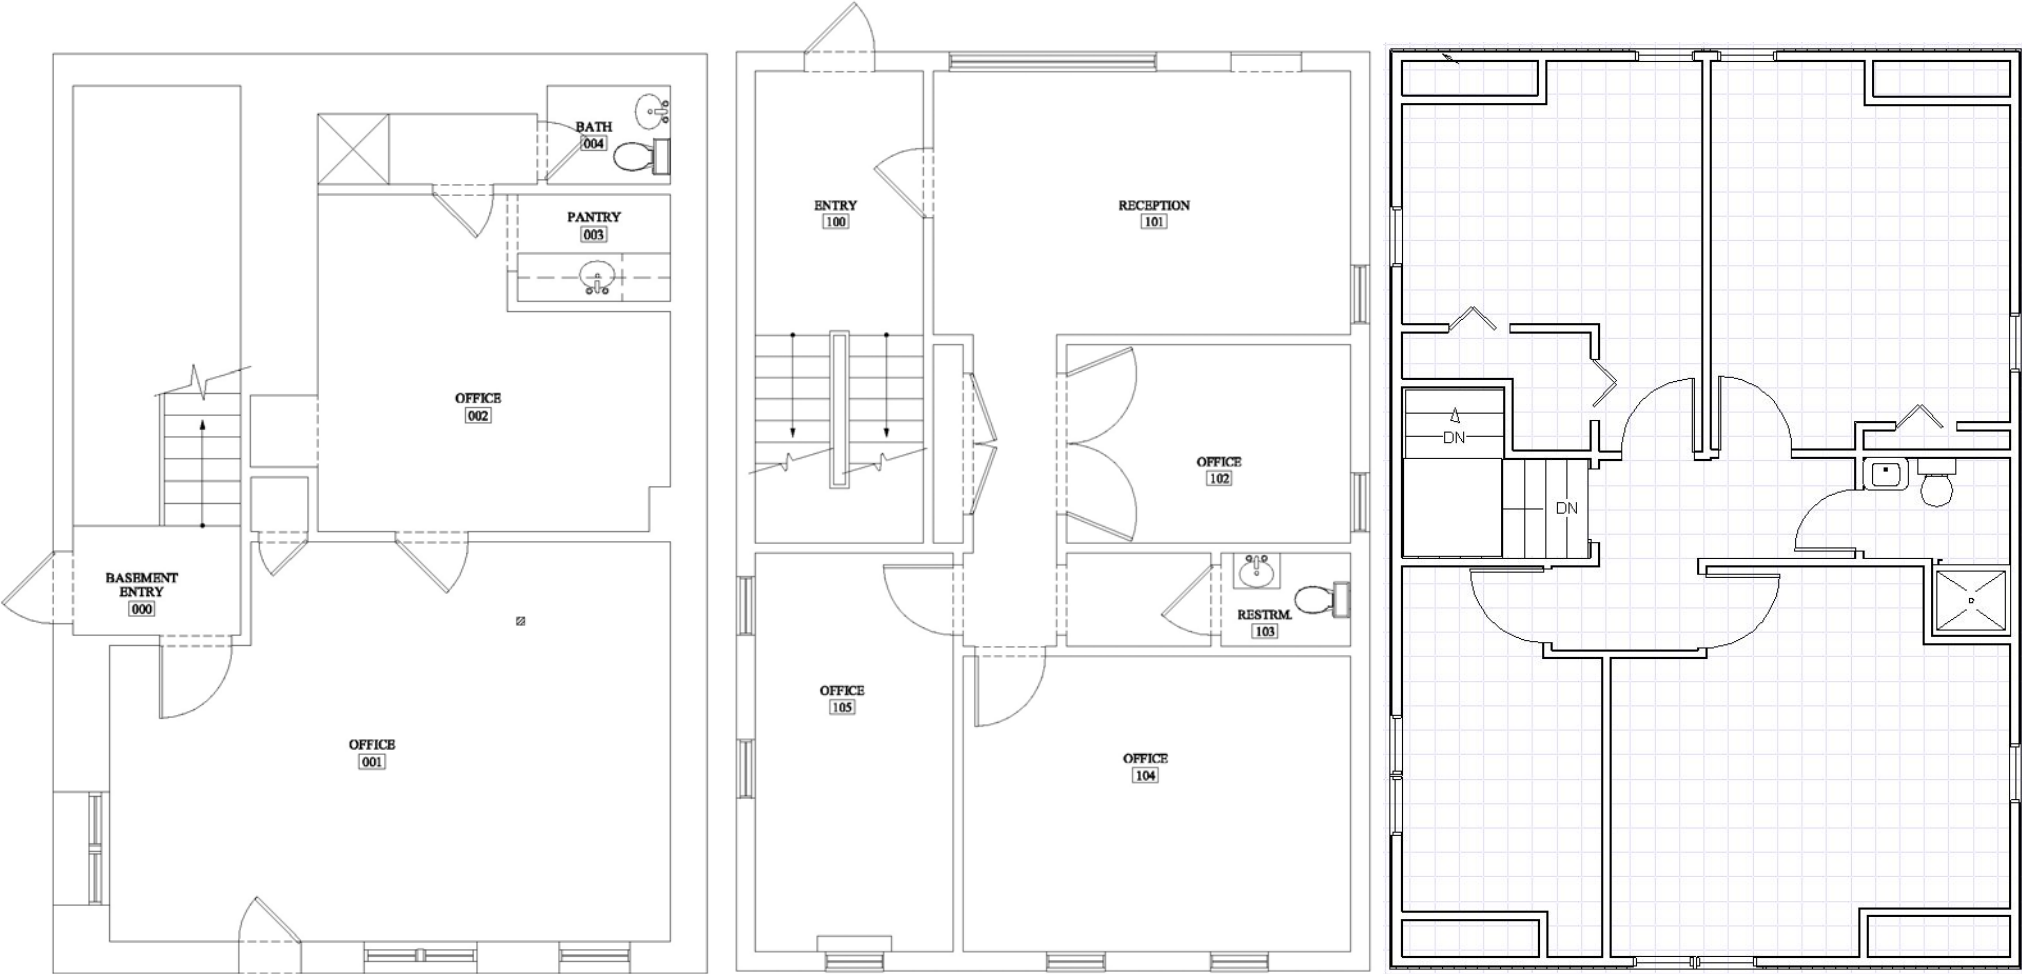 BATH
004
PANTRY
003
OFFICE
002
BASEMENT
ENTRY
000
OFFICE
001
ENTRY
100
RECEPTION
101
OFFICE
102
RESTRM.
103
OFFICE
105
OFFICE
104
DN
DN